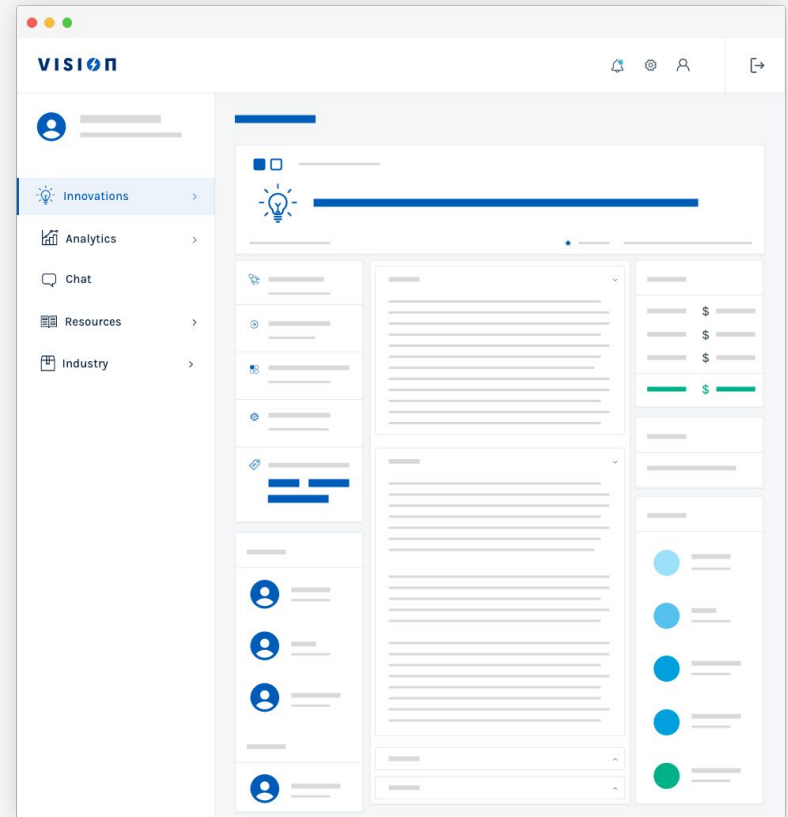 VISION
Innovations
Analytics
Chat
Resources
Industry
$
$
$
$